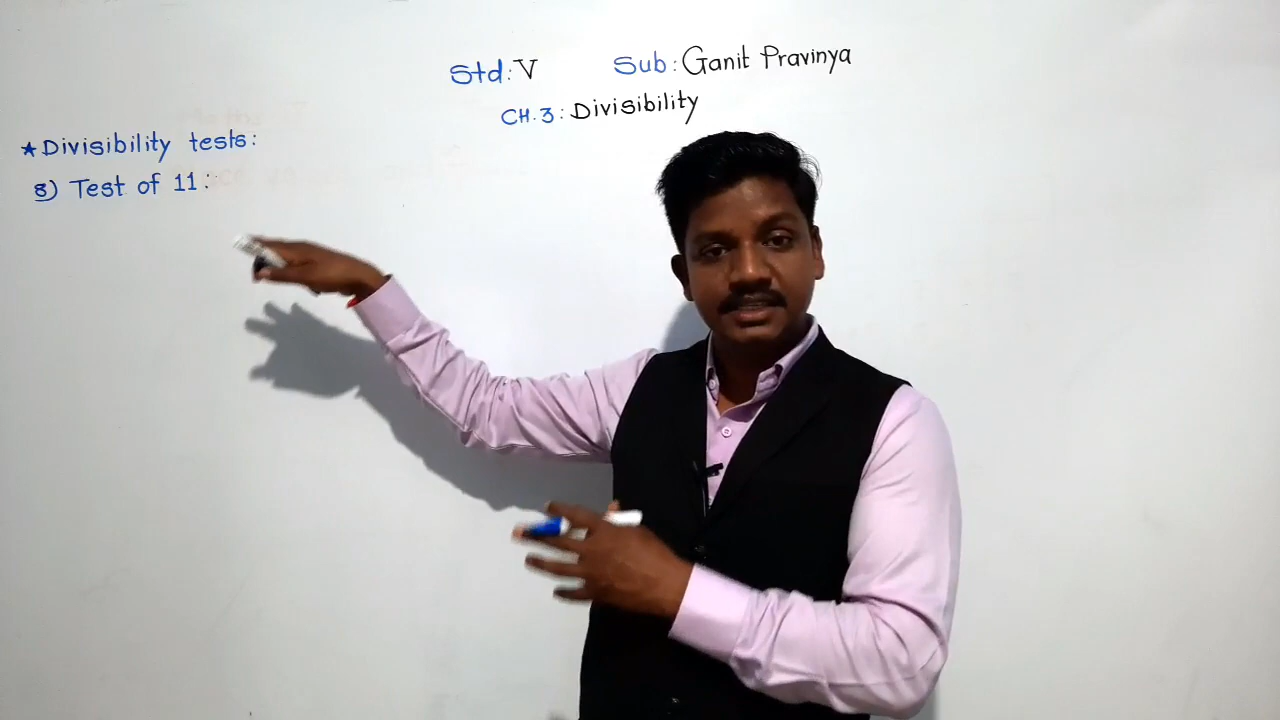 Std: V Sub: Ganit Pravinya
CH.3: Divisibility
★ Divisibility tests:
8) Test of 11: